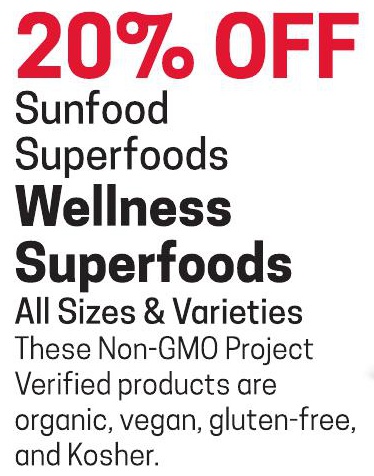 20% OFF
Sunfood
Superfoods
Wellness
Superfoods
All Sizes & Varieties
These Non-GMO Project
Verified products are
organic, vegan, gluten-free,
and Kosher.